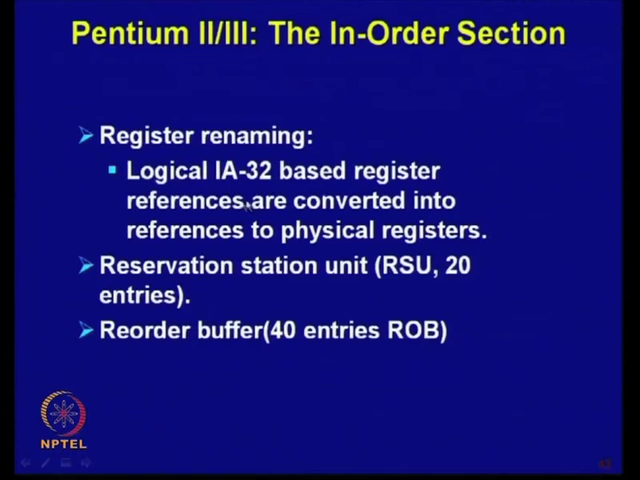 Pentium II/III: The In-Order Section
Register renaming:
Logical IA-32 based register
references are converted into
references to physical registers.
Reservation station unit (RSU, 20
entries).
Reorder buffer(40 entries ROB)
NPTEL